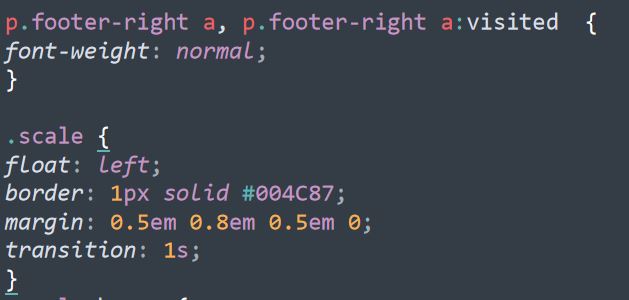 p.footer-right a, p.footer-right a:visited  {
font-weight: normal;
}

.scale {
float: left;
border: 1px solid #004C87;
margin: 0.5em 0.8em 0.5em 0;
transition: 1s;
}